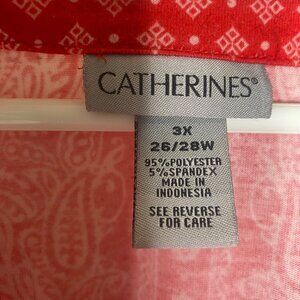 CATHERINES®
3X
26/28W
95%POLYESTER
5%SPANDEX
MADE IN
INDONESIA
SEE REVERSE
FOR CARE